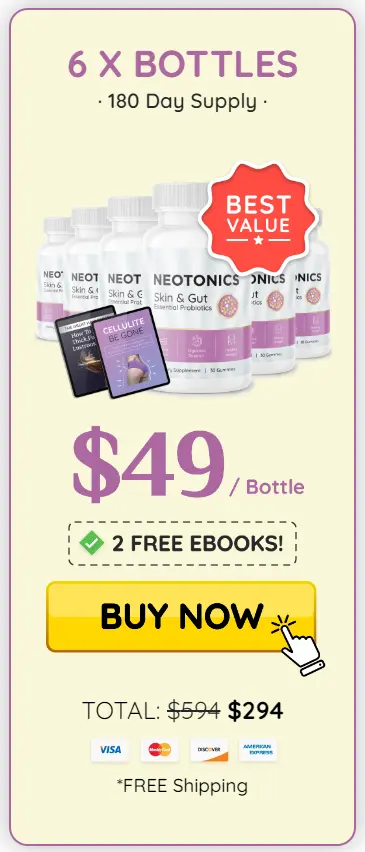 6 X BOTTLES
· 180 Day Supply ·
BEST
VALUE
NEOTONICS
Skin & Gut
Essential Probiotics
CELLULITE
BE GONE
$49 / Bottle
2 FREE EBOOKS!
BUY NOW
TOTAL: $594 $294
VISA MasterCard DISCOVER AMERICAN EXPRESS
*FREE Shipping